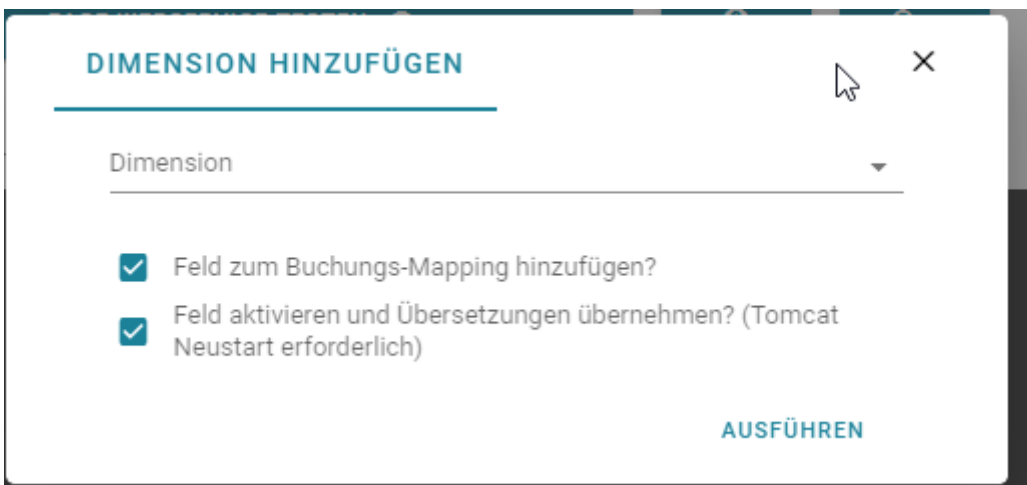 DIMENSION HINZUFÜGEN
Dimension
Feld zum Buchungs-Mapping hinzufügen?
Feld aktivieren und Übersetzungen übernehmen? (Tomcat
Neustart erforderlich)
AUSFÜHREN